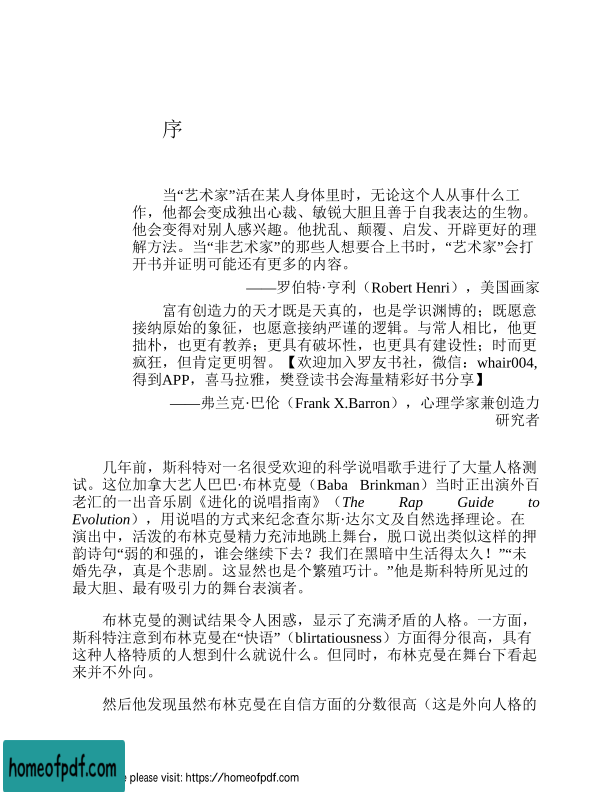 序
当“艺术家”活在某人身体里时，无论这个人从事什么工
作，他都会变成独出心裁、敏锐大胆且善于自我表达的生物。
他会变得对别人感兴趣。他扰乱、颠覆、启发、开辟更好的理
解方法。当“非艺术家”的那些人想要合上书时，“艺术家”会打
开书并证明可能还有更多的内容。
——罗伯特·亨利（Robert Henri），美国画家
富有创造力的天才既是天真的，也是学识渊博的；既愿意
接纳原始的象征，也愿意接纳严谨的逻辑。与常人相比，他更
拙朴，也更有教养；更具有破坏性，也更具有建设性；时而更
疯狂，但肯定更明智。【欢迎加入罗友书社，微信：whair004,
得到APP，喜马拉雅，樊登读书会海量精彩好书分享】
——弗兰克·巴伦（Frank X.Barron），心理学家兼创造力
研究者
几年前，斯科特对一名很受欢迎的科学说唱歌手进行了大量人格测
试。这位加拿大艺人巴巴·布林克曼（Baba Brinkman）当时正出演外百
老汇的一出音乐剧《进化的说唱指南》（The Rap Guide to
Evolution），用说唱的方式来纪念查尔斯·达尔文及自然选择理论。在
演出中，活泼的布林克曼精力充沛地跳上舞台，脱口说出类似这样的押
韵诗句“弱的和强的，谁会继续下去？我们在黑暗中生活得太久！”“未
婚先孕，真是个悲剧。这显然也是个繁殖巧计。”他是斯科特所见过的
最大胆、最有吸引力的舞台表演者。
布林克曼的测试结果令人困惑，显示了充满矛盾的人格。一方面，
斯科特注意到布林克曼在“快语”（blirtatiousness）方面得分很高，具有
这种人格特质的人想到什么就说什么。但同时，布林克曼在舞台下看起
来并不外向。
然后他发现虽然布林克曼在自信方面的分数很高（这是外向人格的
homeofpdf.com
please visit: https://homeofpdf.com